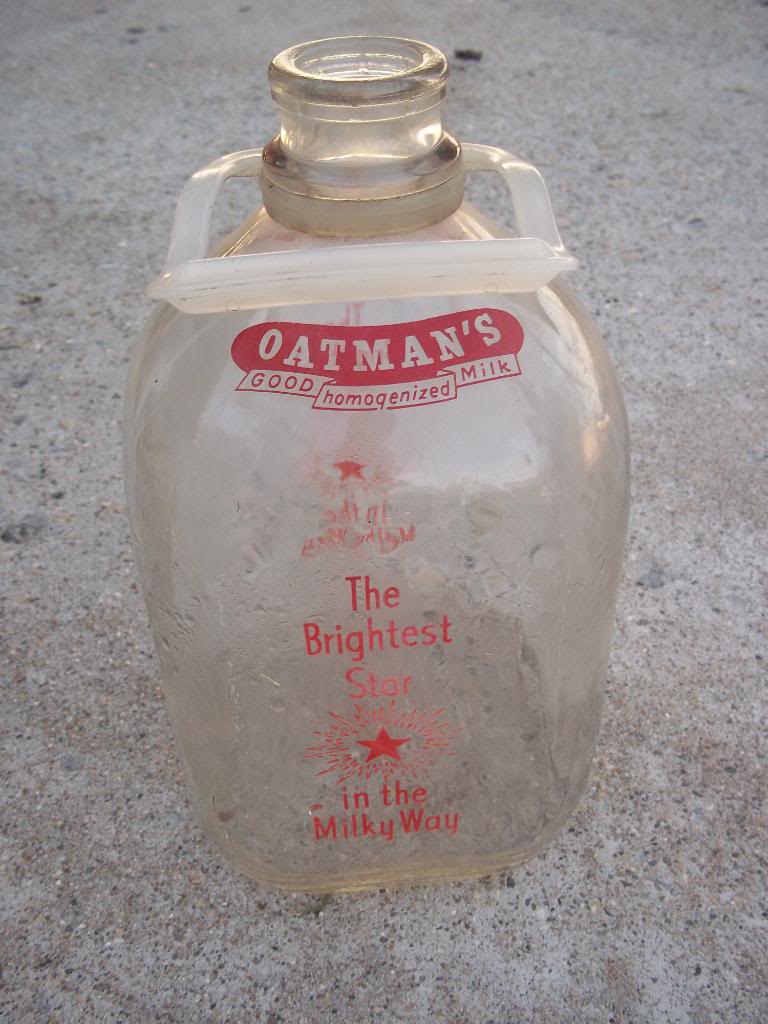 OATMAN'S
GOOD homogenized Milk
The
Brightest
Star
in the
Milky Way